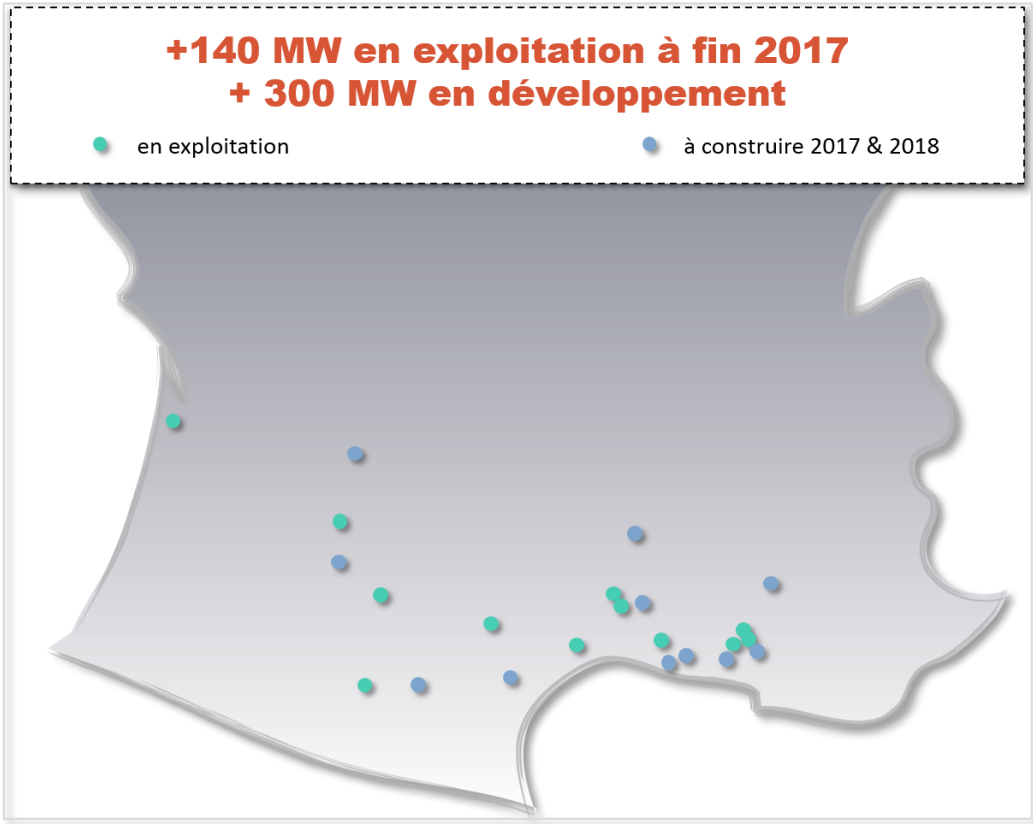 +140 MW en exploitation à fin 2017
+ 300 MW en développement
en exploitation
à construire 2017 & 2018